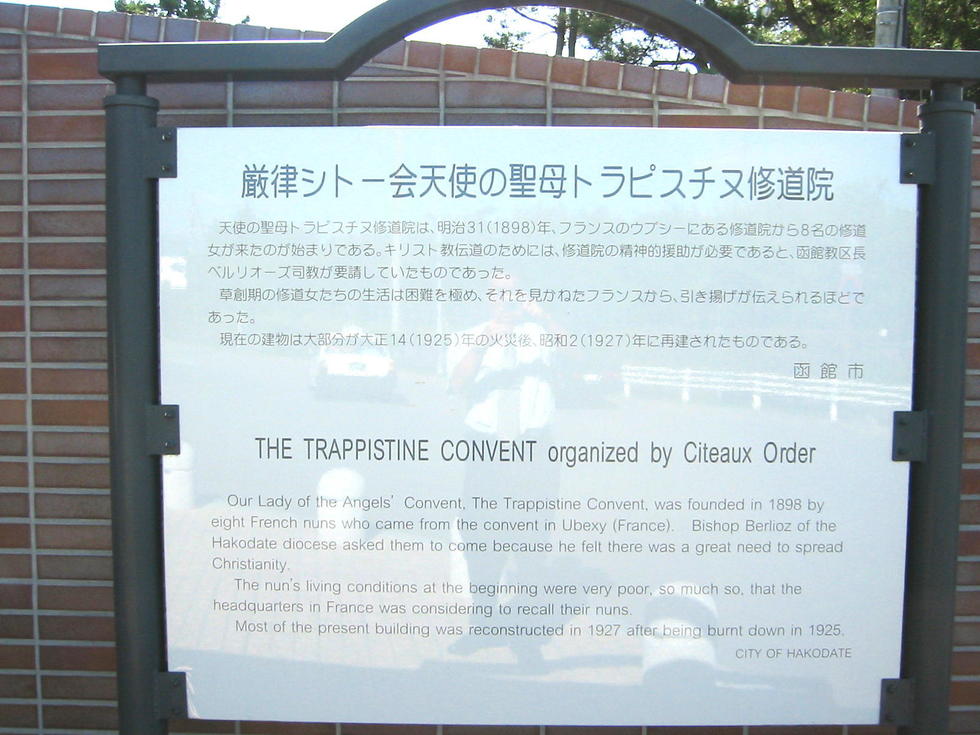 厳律シトー会天使の聖母トラピスチヌ修道院
天使の聖母トラピスチヌ修道院は、明治31(1898)年、フランスのウプシーにある修道院から8名の修道
女が来たのが始まりである。キリスト教伝道のためには、修道院の精神的援助が必要であると、函館教区長
ベルリオーズ司教が要請していたものであった。
草創期の修道女たちの生活は困難を極め、それを見かねたフランスから、引き揚げが伝えられるほどで
あった。
現在の建物は大部分が大正14(1925)年の火災後、昭和2(1927)年に再建されたものである。
函館市
THE TRAPPISTINE CONVENT organized by Citeaux Order
Our Lady of the Angels' Convent, The Trappistine Convent, was founded in 1898 by
eight French nuns who came from the convent in Ubexy (France). Bishop Berlioz of the
Hakodate diocese asked them to come because he felt there was a great need to spread
Christianity.
The nun's living conditions at the beginning were very poor, so much so, that the
headquarters in France was considering to recall their nuns.
Most of the present building was reconstructed in 1927 after being burnt down in 1925.
CITY OF HAKODATE